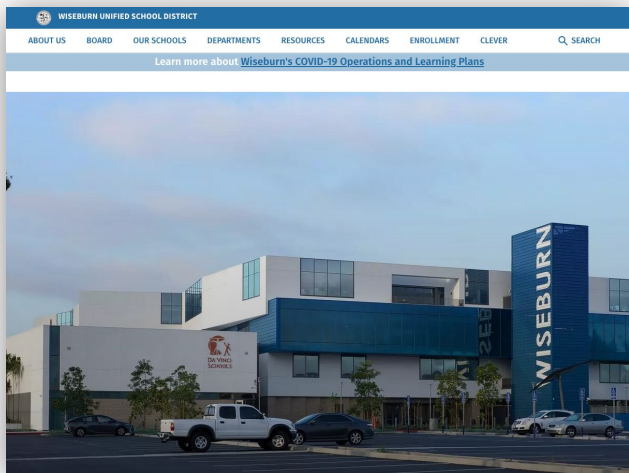 WISEBURN UNIFIED SCHOOL DISTRICT
ABOUT US BOARD OUR SCHOOLS DEPARTMENTS RESOURCES CALENDARS ENROLLMENT CLEVER SEARCH
Learn more about Wiseburn's COVID-19 Operations and Learning Plans
WISEBURN
DA VINCI
SCHOOLS